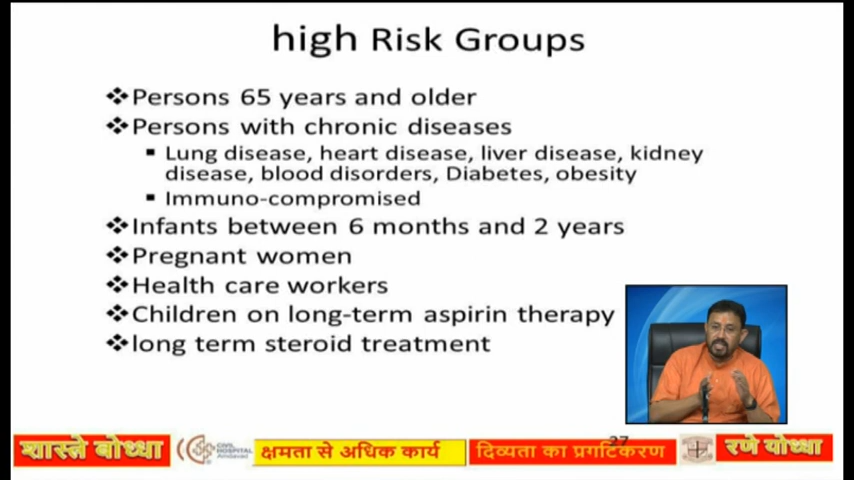 high Risk Groups
❖Persons 65 years and older
❖Persons with chronic diseases
▪ Lung disease, heart disease, liver disease, kidney
disease, blood disorders, Diabetes, obesity
▪ Immuno-compromised
❖Infants between 6 months and 2 years
❖Pregnant women
❖Health care workers
❖Children on long-term aspirin therapy
❖long term steroid treatment
27
शास्त्रे बोध्धा
CIVIL
HOSPITAL
क्षमता से अधिक कार्य
दिव्यता का प्रगटिकरण
रणे योध्धा